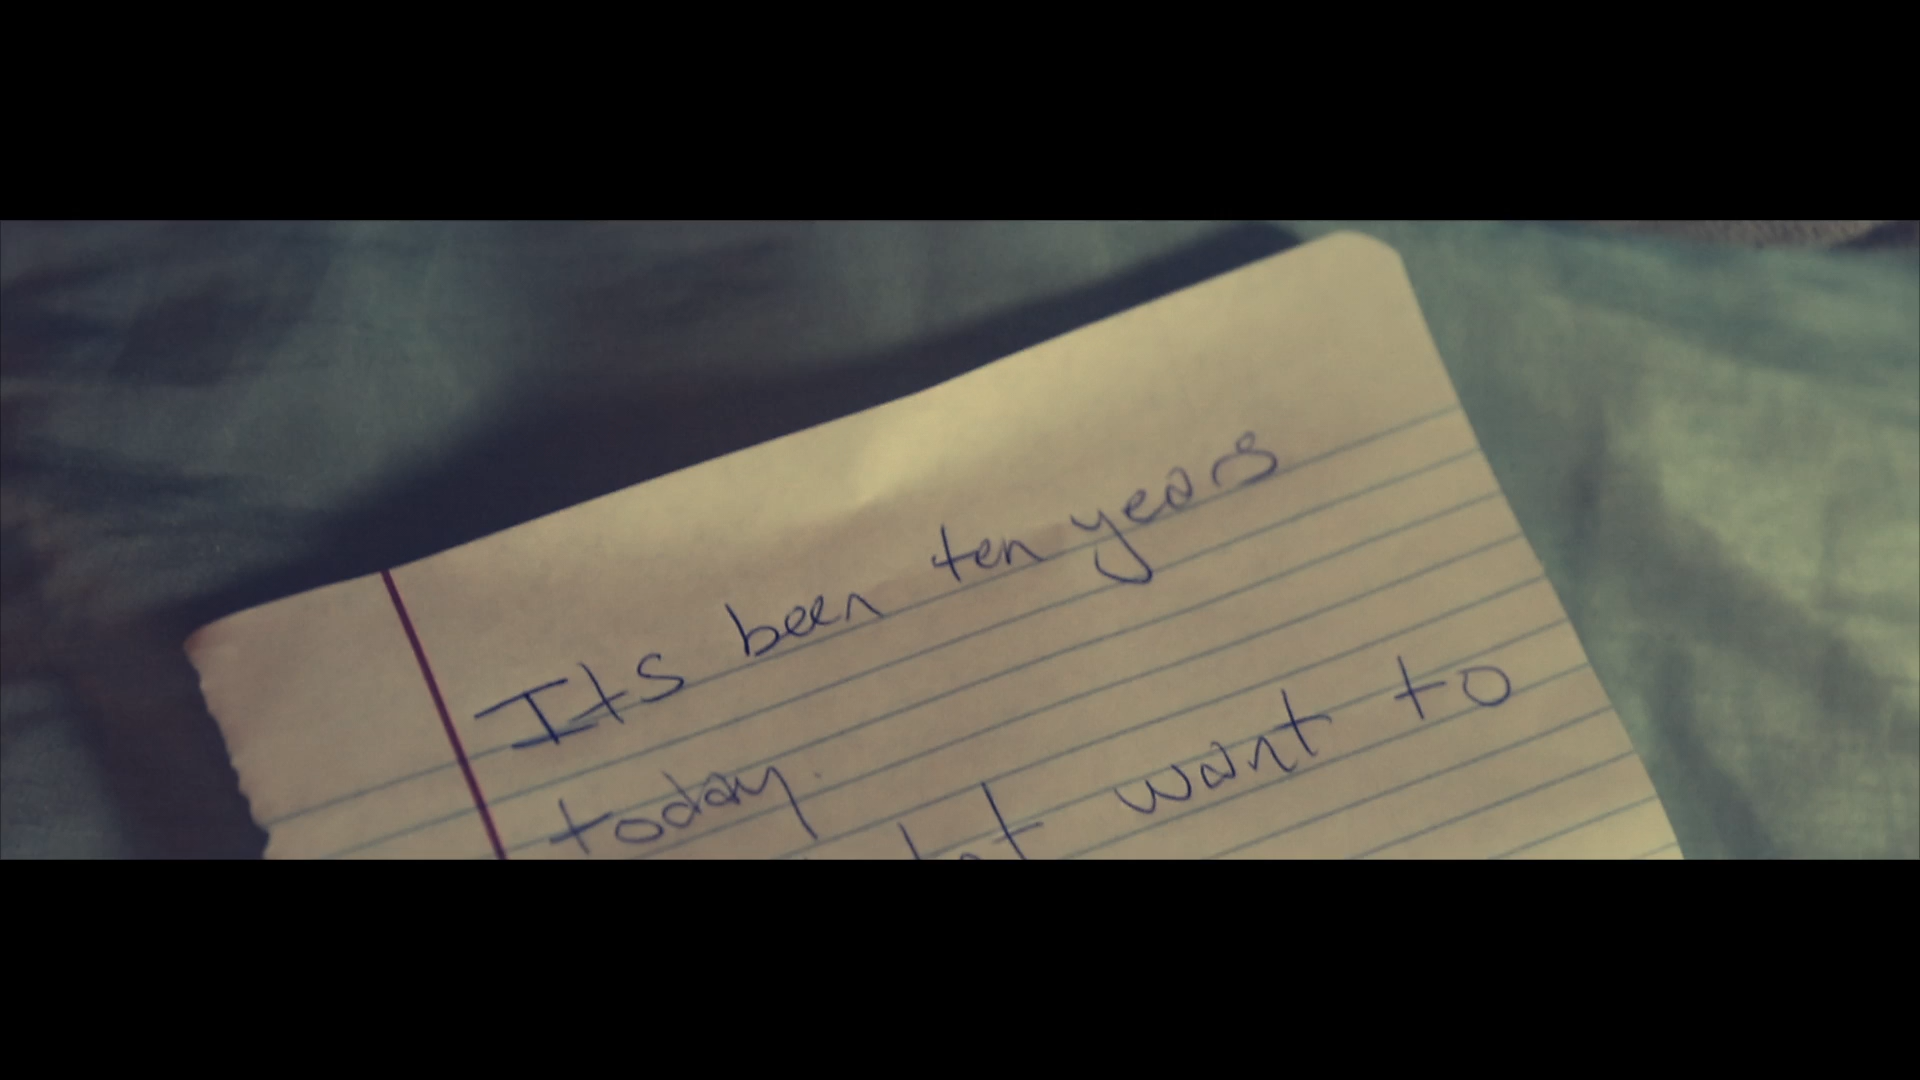 Its been ten years
today.
want to